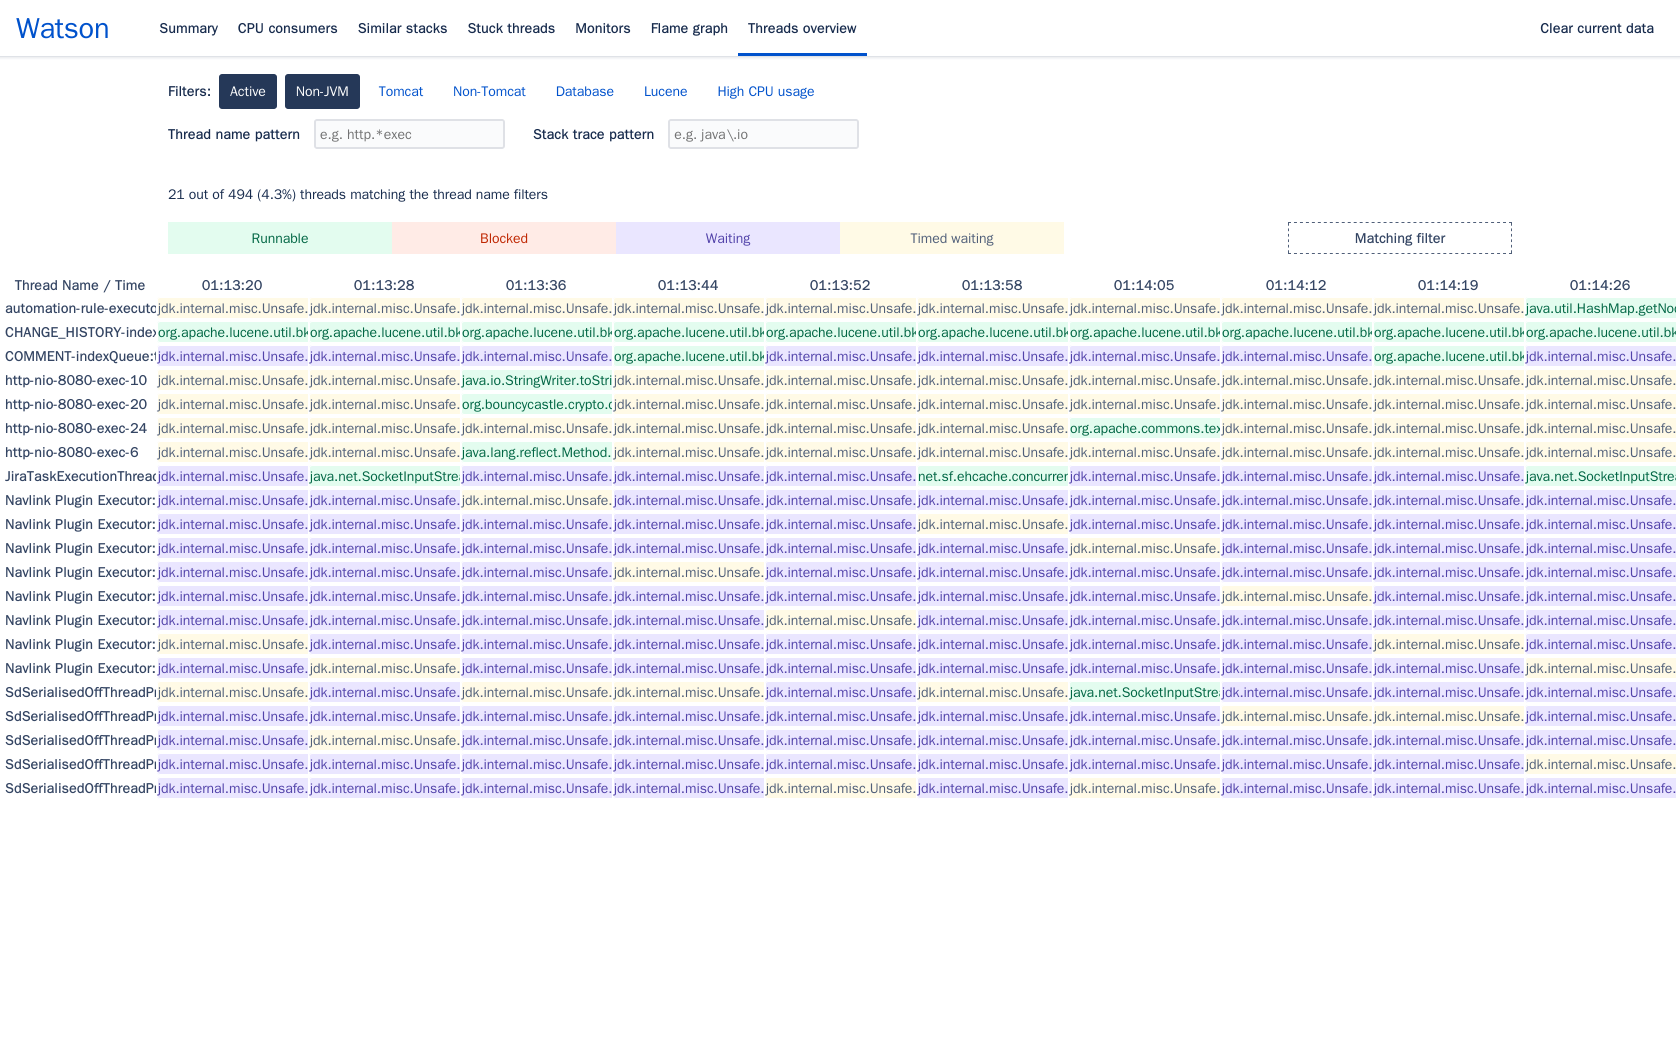 Watson Summary CPU consumers Similar stacks Stuck threads Monitors Flame graph Threads overview Clear current data
Filters: Active Non-JVM Tomcat Non-Tomcat Database Lucene High CPU usage
Thread name pattern e.g. http.*exec Stack trace pattern e.g. java\.io
21 out of 494 (4.3%) threads matching the thread name filters
Runnable Blocked Waiting Timed waiting Matching filter
Thread Name / Time 01:13:20 01:13:28 01:13:36 01:13:44 01:13:52 01:13:58 01:14:05 01:14:12 01:14:19 01:14:26
automation-rule-executo jdk.internal.misc.Unsafe. jdk.internal.misc.Unsafe. jdk.internal.misc.Unsafe. jdk.internal.misc.Unsafe. jdk.internal.misc.Unsafe. jdk.internal.misc.Unsafe. jdk.internal.misc.Unsafe. jdk.internal.misc.Unsafe. jdk.internal.misc.Unsafe. java.util.HashMap.getNo
CHANGE_HISTORY-index org.apache.lucene.util.bk org.apache.lucene.util.bk org.apache.lucene.util.bk org.apache.lucene.util.bk org.apache.lucene.util.bk org.apache.lucene.util.bk org.apache.lucene.util.bk org.apache.lucene.util.bk org.apache.lucene.util.bk org.apache.lucene.util.bk
COMMENT-indexQueue: jdk.internal.misc.Unsafe. jdk.internal.misc.Unsafe. jdk.internal.misc.Unsafe. org.apache.lucene.util.bk jdk.internal.misc.Unsafe. jdk.internal.misc.Unsafe. jdk.internal.misc.Unsafe. jdk.internal.misc.Unsafe. org.apache.lucene.util.bk jdk.internal.misc.Unsafe.
http-nio-8080-exec-10 jdk.internal.misc.Unsafe. jdk.internal.misc.Unsafe. java.io.StringWriter.toStri jdk.internal.misc.Unsafe. jdk.internal.misc.Unsafe. jdk.internal.misc.Unsafe. jdk.internal.misc.Unsafe. jdk.internal.misc.Unsafe. jdk.internal.misc.Unsafe. jdk.internal.misc.Unsafe.
http-nio-8080-exec-20 jdk.internal.misc.Unsafe. jdk.internal.misc.Unsafe. org.bouncycastle.crypto. jdk.internal.misc.Unsafe. jdk.internal.misc.Unsafe. jdk.internal.misc.Unsafe. jdk.internal.misc.Unsafe. jdk.internal.misc.Unsafe. jdk.internal.misc.Unsafe. jdk.internal.misc.Unsafe.
http-nio-8080-exec-24 jdk.internal.misc.Unsafe. jdk.internal.misc.Unsafe. jdk.internal.misc.Unsafe. jdk.internal.misc.Unsafe. jdk.internal.misc.Unsafe. jdk.internal.misc.Unsafe. org.apache.commons.tex jdk.internal.misc.Unsafe. jdk.internal.misc.Unsafe. jdk.internal.misc.Unsafe.
http-nio-8080-exec-6 jdk.internal.misc.Unsafe. jdk.internal.misc.Unsafe. java.lang.reflect.Method. jdk.internal.misc.Unsafe. jdk.internal.misc.Unsafe. jdk.internal.misc.Unsafe. jdk.internal.misc.Unsafe. jdk.internal.misc.Unsafe. jdk.internal.misc.Unsafe. jdk.internal.misc.Unsafe.
JiraTaskExecutionThread jdk.internal.misc.Unsafe. java.net.SocketInputStrea jdk.internal.misc.Unsafe. jdk.internal.misc.Unsafe. jdk.internal.misc.Unsafe. net.sf.ehcache.concurren jdk.internal.misc.Unsafe. jdk.internal.misc.Unsafe. jdk.internal.misc.Unsafe. java.net.SocketInputStrea
Navlink Plugin Executor: jdk.internal.misc.Unsafe. jdk.internal.misc.Unsafe. jdk.internal.misc.Unsafe. jdk.internal.misc.Unsafe. jdk.internal.misc.Unsafe. jdk.internal.misc.Unsafe. jdk.internal.misc.Unsafe. jdk.internal.misc.Unsafe. jdk.internal.misc.Unsafe. jdk.internal.misc.Unsafe.
Navlink Plugin Executor: jdk.internal.misc.Unsafe. jdk.internal.misc.Unsafe. jdk.internal.misc.Unsafe. jdk.internal.misc.Unsafe. jdk.internal.misc.Unsafe. jdk.internal.misc.Unsafe. jdk.internal.misc.Unsafe. jdk.internal.misc.Unsafe. jdk.internal.misc.Unsafe. jdk.internal.misc.Unsafe.
Navlink Plugin Executor: jdk.internal.misc.Unsafe. jdk.internal.misc.Unsafe. jdk.internal.misc.Unsafe. jdk.internal.misc.Unsafe. jdk.internal.misc.Unsafe. jdk.internal.misc.Unsafe. jdk.internal.misc.Unsafe. jdk.internal.misc.Unsafe. jdk.internal.misc.Unsafe. jdk.internal.misc.Unsafe.
Navlink Plugin Executor: jdk.internal.misc.Unsafe. jdk.internal.misc.Unsafe. jdk.internal.misc.Unsafe. jdk.internal.misc.Unsafe. jdk.internal.misc.Unsafe. jdk.internal.misc.Unsafe. jdk.internal.misc.Unsafe. jdk.internal.misc.Unsafe. jdk.internal.misc.Unsafe. jdk.internal.misc.Unsafe.
Navlink Plugin Executor: jdk.internal.misc.Unsafe. jdk.internal.misc.Unsafe. jdk.internal.misc.Unsafe. jdk.internal.misc.Unsafe. jdk.internal.misc.Unsafe. jdk.internal.misc.Unsafe. jdk.internal.misc.Unsafe. jdk.internal.misc.Unsafe. jdk.internal.misc.Unsafe. jdk.internal.misc.Unsafe.
Navlink Plugin Executor: jdk.internal.misc.Unsafe. jdk.internal.misc.Unsafe. jdk.internal.misc.Unsafe. jdk.internal.misc.Unsafe. jdk.internal.misc.Unsafe. jdk.internal.misc.Unsafe. jdk.internal.misc.Unsafe. jdk.internal.misc.Unsafe. jdk.internal.misc.Unsafe. jdk.internal.misc.Unsafe.
Navlink Plugin Executor: jdk.internal.misc.Unsafe. jdk.internal.misc.Unsafe. jdk.internal.misc.Unsafe. jdk.internal.misc.Unsafe. jdk.internal.misc.Unsafe. jdk.internal.misc.Unsafe. jdk.internal.misc.Unsafe. jdk.internal.misc.Unsafe. jdk.internal.misc.Unsafe. jdk.internal.misc.Unsafe.
Navlink Plugin Executor: jdk.internal.misc.Unsafe. jdk.internal.misc.Unsafe. jdk.internal.misc.Unsafe. jdk.internal.misc.Unsafe. jdk.internal.misc.Unsafe. jdk.internal.misc.Unsafe. jdk.internal.misc.Unsafe. jdk.internal.misc.Unsafe. jdk.internal.misc.Unsafe. jdk.internal.misc.Unsafe.
SdSerialisedOffThreadPr jdk.internal.misc.Unsafe. jdk.internal.misc.Unsafe. jdk.internal.misc.Unsafe. jdk.internal.misc.Unsafe. jdk.internal.misc.Unsafe. jdk.internal.misc.Unsafe. java.net.SocketInputStrea jdk.internal.misc.Unsafe. jdk.internal.misc.Unsafe. jdk.internal.misc.Unsafe.
SdSerialisedOffThreadPr jdk.internal.misc.Unsafe. jdk.internal.misc.Unsafe. jdk.internal.misc.Unsafe. jdk.internal.misc.Unsafe. jdk.internal.misc.Unsafe. jdk.internal.misc.Unsafe. jdk.internal.misc.Unsafe. jdk.internal.misc.Unsafe. jdk.internal.misc.Unsafe. jdk.internal.misc.Unsafe.
SdSerialisedOffThreadPr jdk.internal.misc.Unsafe. jdk.internal.misc.Unsafe. jdk.internal.misc.Unsafe. jdk.internal.misc.Unsafe. jdk.internal.misc.Unsafe. jdk.internal.misc.Unsafe. jdk.internal.misc.Unsafe. jdk.internal.misc.Unsafe. jdk.internal.misc.Unsafe. jdk.internal.misc.Unsafe.
SdSerialisedOffThreadPr jdk.internal.misc.Unsafe. jdk.internal.misc.Unsafe. jdk.internal.misc.Unsafe. jdk.internal.misc.Unsafe. jdk.internal.misc.Unsafe. jdk.internal.misc.Unsafe. jdk.internal.misc.Unsafe. jdk.internal.misc.Unsafe. jdk.internal.misc.Unsafe. jdk.internal.misc.Unsafe.
SdSerialisedOffThreadPr jdk.internal.misc.Unsafe. jdk.internal.misc.Unsafe. jdk.internal.misc.Unsafe. jdk.internal.misc.Unsafe. jdk.internal.misc.Unsafe. jdk.internal.misc.Unsafe. jdk.internal.misc.Unsafe. jdk.internal.misc.Unsafe. jdk.internal.misc.Unsafe. jdk.internal.misc.Unsafe.